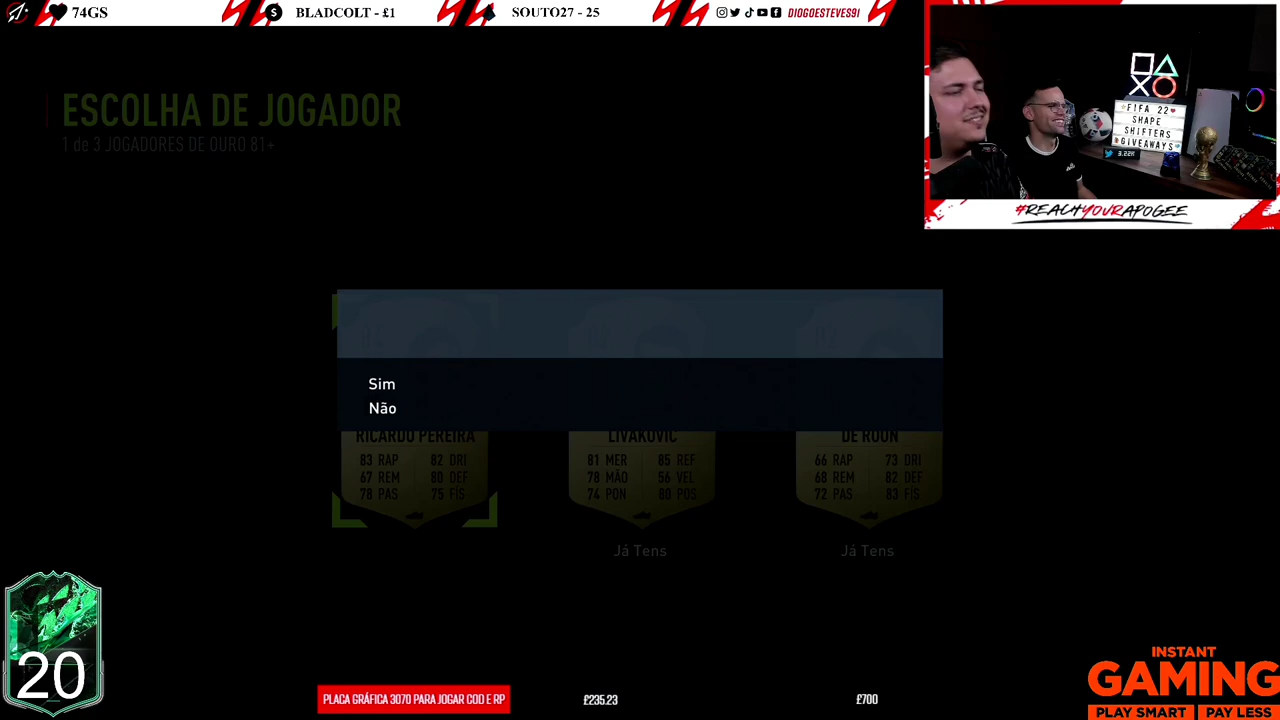 74GS
BLADCOLT - £1
SOUTO27 - 25
DIOGOESTEVES91
ESCOLHA DE JOGADOR
1 de 3 JOGADORES DE OURO 81+
FIFA 22
SHAPE
SHIFTERS
GIVEAWAYS
3.22K
#REACHYOURAPOGEE
Sim
Não
RICARDO PEREIRA
83 RAP 82 DRI
67 REM 80 DEF
78 PAS 75 FÍS
LIVAKOVIĆ
81 MER 85 REF
78 MÃO 56 VEL
74 PON 80 POS
DE ROON
66 RAP 73 DRI
68 REM 82 DEF
72 PAS 83 FÍS
Já Tens
Já Tens
20
PLACA GRÁFICA 3070 PARA JOGAR COD E RP
£235.23
£700
INSTANT
GAMING
PLAY SMART
PAY LESS